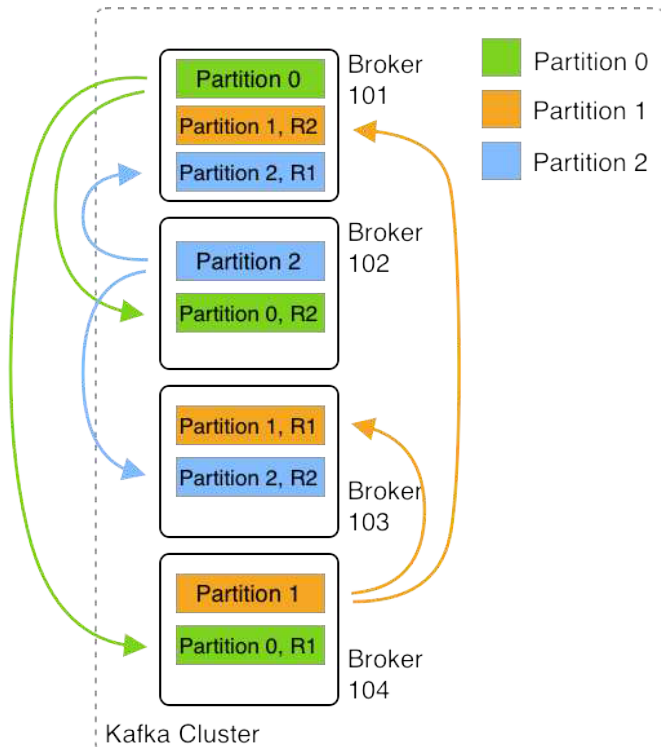 Partition 0
Partition 1, R2
Partition 2, R1
Broker
101
Partition 2
Partition 0, R2
Broker
102
Partition 1, R1
Partition 2, R2
Broker
103
Partition 1
Partition 0, R1
Broker
104
Kafka Cluster
Partition 0
Partition 1
Partition 2